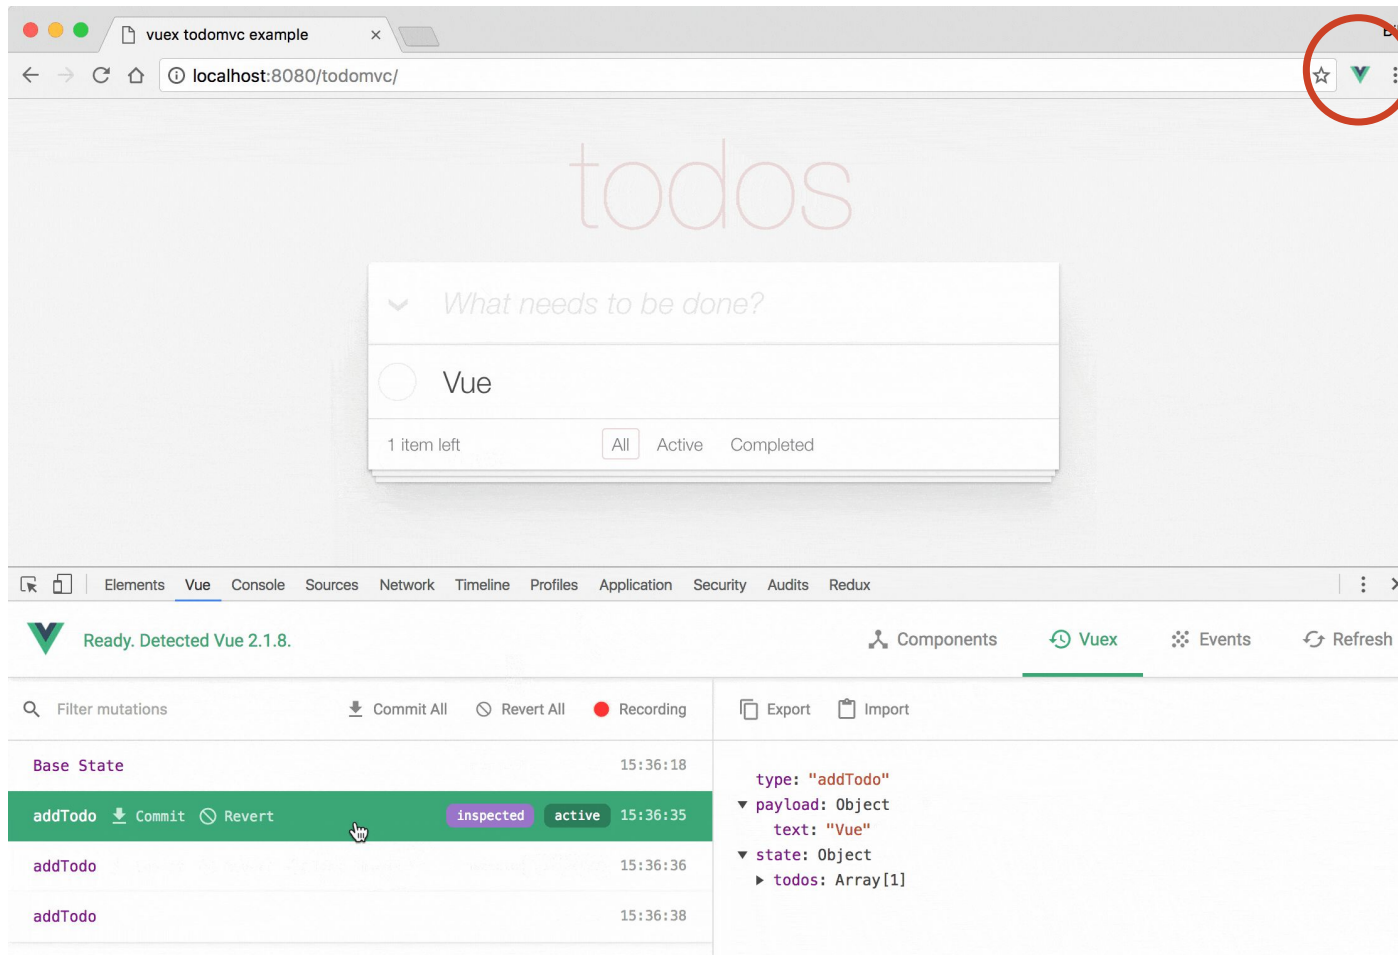 vuex todomvc example
localhost:8080/todomvc/
todos
What needs to be done?
Vue
1 item left All Active Completed
Elements Vue Console Sources Network Timeline Profiles Application Security Audits Redux
Ready. Detected Vue 2.1.8. Components Vuex Events Refresh
Filter mutations Commit All Revert All Recording Export Import
Base State 15:36:18
addTodo Commit Revert inspected active 15:36:35
addTodo 15:36:36
addTodo 15:36:38
type: "addTodo"
payload: Object
text: "Vue"
state: Object
todos: Array[1]